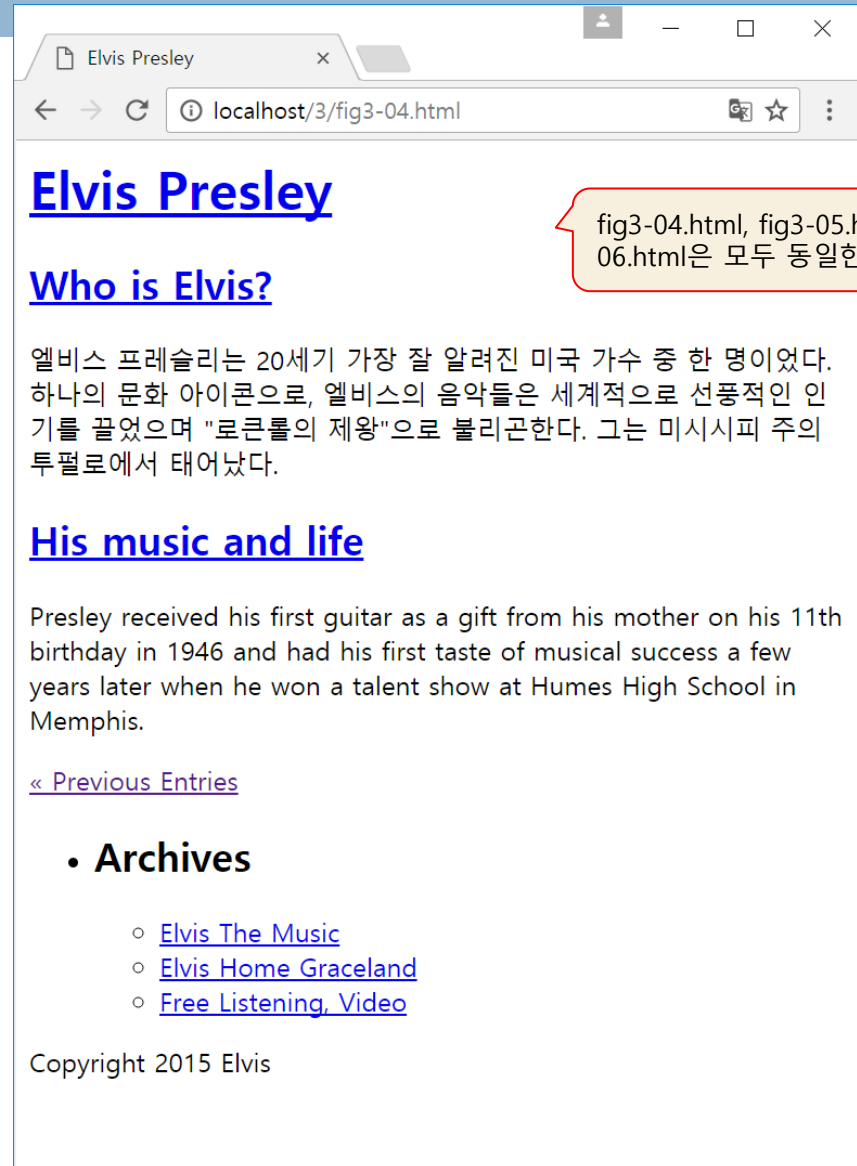 Elvis Presley
localhost/3/fig3-04.html
Elvis Presley
fig3-04.html, fig3-05.h
06.html은 모두 동일한
Who is Elvis?
엘비스 프레슬리는 20세기 가장 잘 알려진 미국 가수 중 한 명이었다.
하나의 문화 아이콘으로, 엘비스의 음악들은 세계적으로 선풍적인 인
기를 끌었으며 "로큰롤의 제왕"으로 불리곤한다. 그는 미시시피 주의
투펄로에서 태어났다.
His music and life
Presley received his first guitar as a gift from his mother on his 11th
birthday in 1946 and had his first taste of musical success a few
years later when he won a talent show at Humes High School in
Memphis.
« Previous Entries
• Archives
◦ Elvis The Music
◦ Elvis Home Graceland
◦ Free Listening, Video
Copyright 2015 Elvis